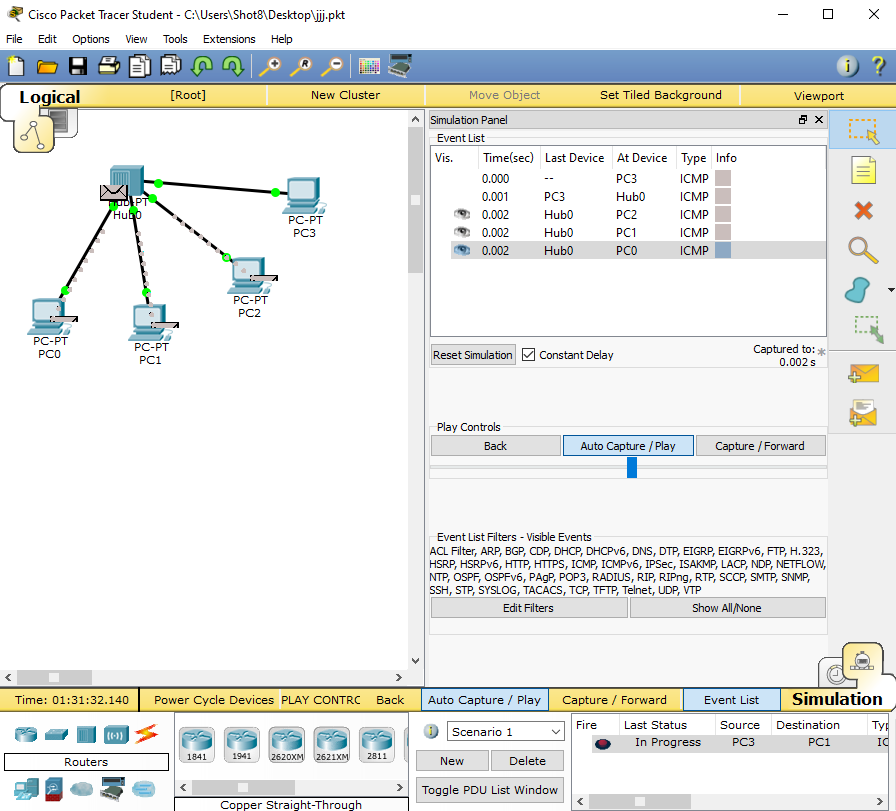 Cisco Packet Tracer Student - C:\Users\Shot8\Desktop\jjj.pkt
File Edit Options View Tools Extensions Help
Logical [Root] New Cluster Move Object Set Tiled Background Viewport
Hub-PT
Hub0
PC-PT
PC3
PC-PT
PC2
PC-PT
PC0
PC-PT
PC1
Simulation Panel
Event List
Vis. Time(sec) Last Device At Device Type Info
0.000 -- PC3 ICMP
0.001 PC3 Hub0 ICMP
0.002 Hub0 PC2 ICMP
0.002 Hub0 PC1 ICMP
0.002 Hub0 PC0 ICMP
Reset Simulation Constant Delay Captured to: *
0.002 s
Play Controls
Back Auto Capture / Play Capture / Forward
Event List Filters - Visible Events
ACL Filter, ARP, BGP, CDP, DHCP, DHCPv6, DNS, DTP, EIGRP, EIGRPv6, FTP, H.323,
HSRP, HSRPv6, HTTP, HTTPS, ICMP, ICMPv6, IPSec, ISAKMP, LACP, NDP, NETFLOW,
NTP, OSPF, OSPFv6, PAgP, POP3, RADIUS, RIP, RIPng, RTP, SCCP, SMTP, SNMP,
SSH, STP, SYSLOG, TACACS, TCP, TFTP, Telnet, UDP, VTP
Edit Filters Show All/None
Time: 01:31:32.140 Power Cycle Devices PLAY CONTRO Back Auto Capture / Play Capture / Forward Event List Simulation
Routers
1841 1941 2620XM 2621XM 2811
Copper Straight-Through
Scenario 1
New Delete
Toggle PDU List Window
Fire Last Status Source Destination Typ
In Progress PC3 PC1 IC